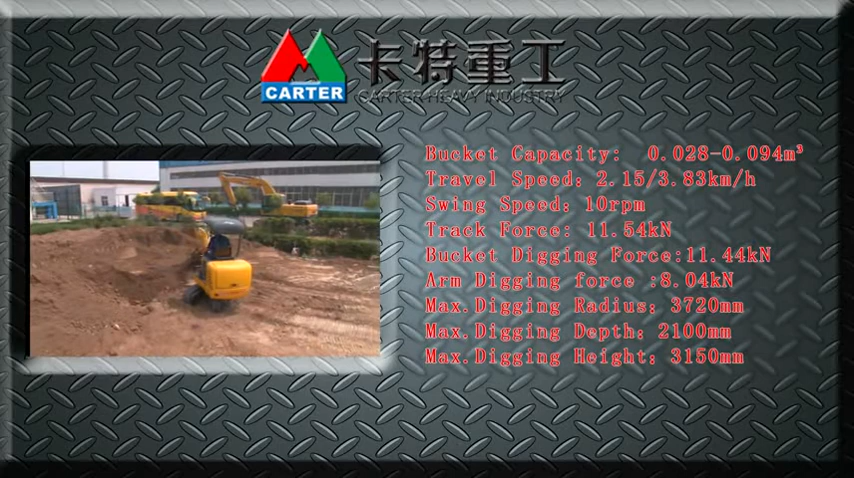 CARTER
卡特重工
CARTER HEAVY INDUSTRY
Bucket Capacity: 0.028-0.094m³
Travel Speed: 2.15/3.83km/h
Swing Speed: 10rpm
Track Force: 11.54kN
Bucket Digging Force:11.44kN
Arm Digging force :8.04kN
Max.Digging Radius: 3720mm
Max.Digging Depth: 2100mm
Max.Digging Height: 3150mm